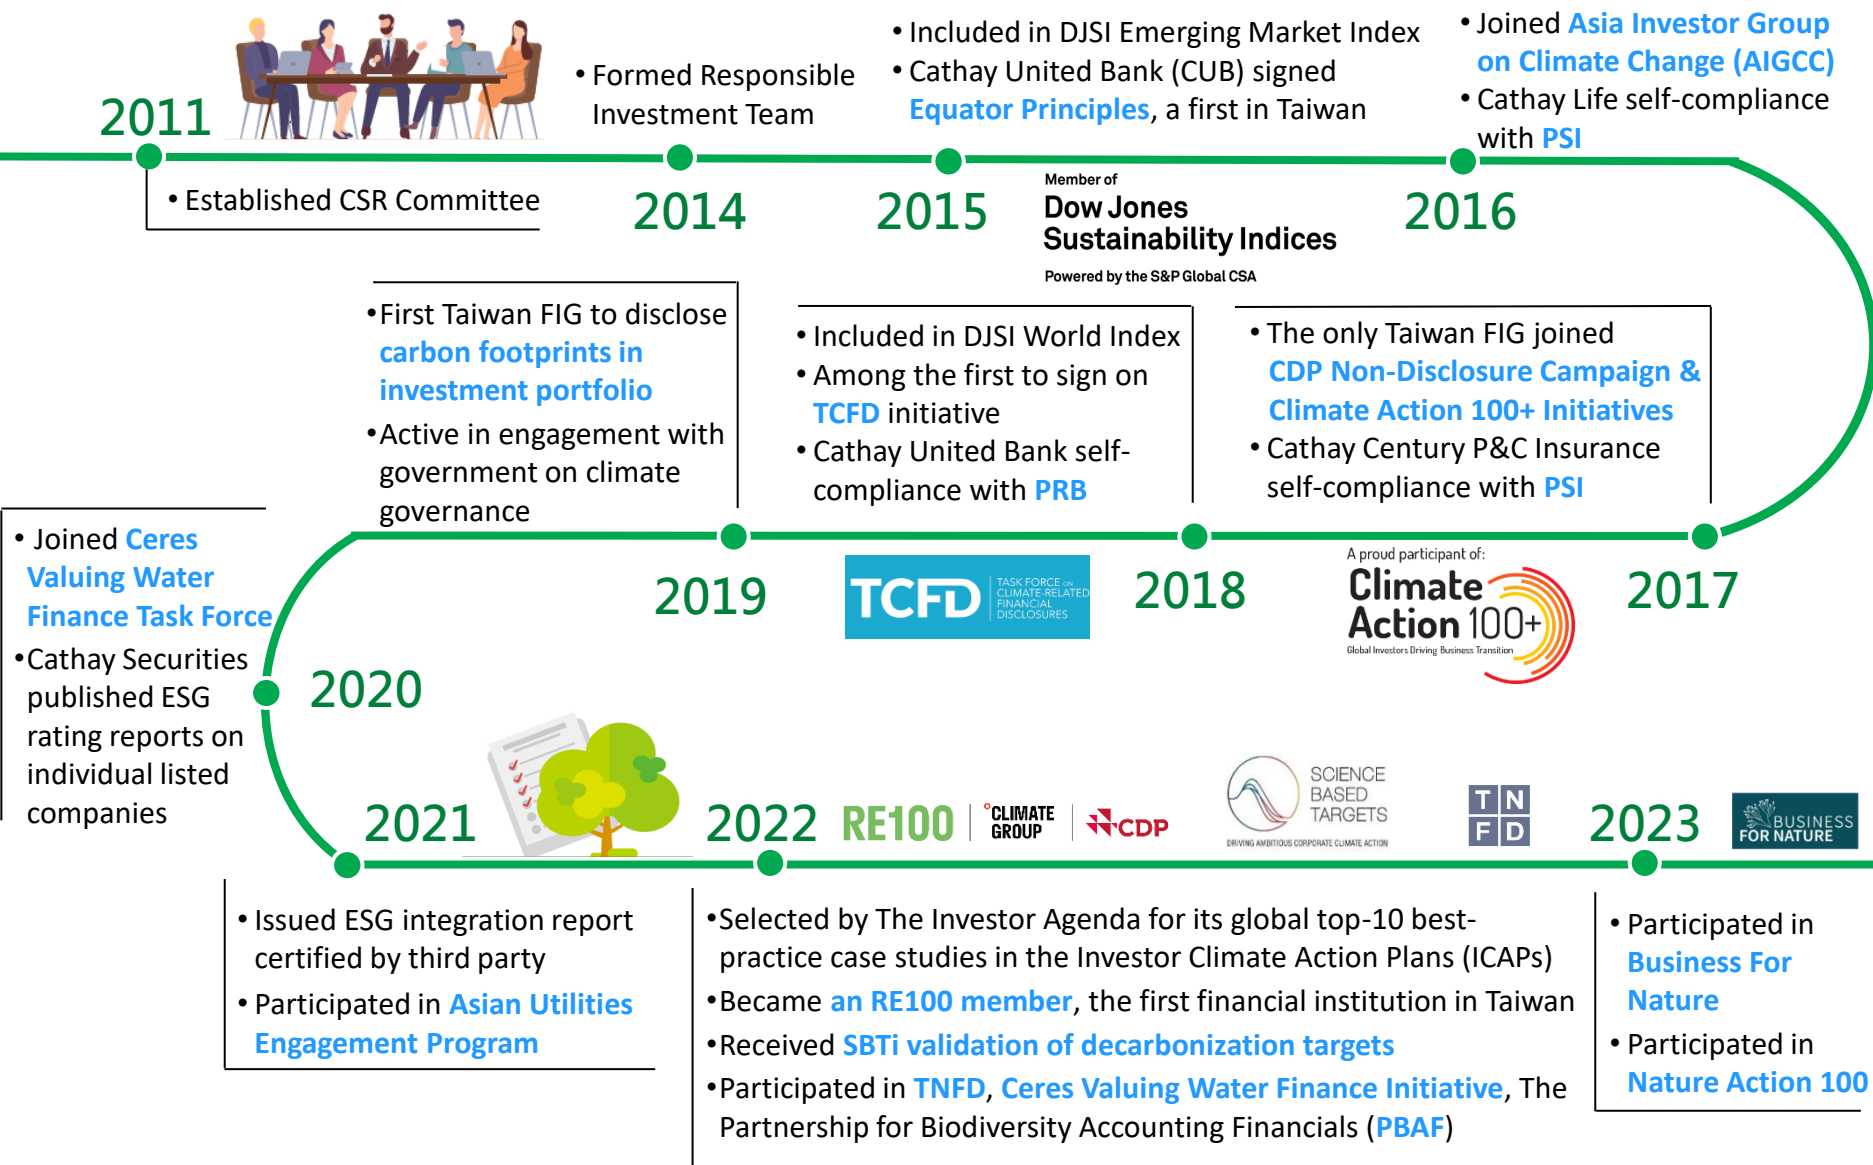 2011
• Established CSR Committee
• Formed Responsible
Investment Team
2014
• Included in DJSI Emerging Market Index
• Cathay United Bank (CUB) signed
Equator Principles, a first in Taiwan
2015
Member of
Dow Jones
Sustainability Indices
Powered by the S&P Global CSA
• Joined Asia Investor Group
on Climate Change (AIGCC)
• Cathay Life self-compliance
with PSI
2016
• The only Taiwan FIG joined
CDP Non-Disclosure Campaign &
Climate Action 100+ Initiatives
• Cathay Century P&C Insurance
self-compliance with PSI
2017
A proud participant of:
Climate
Action 100+
Global Investors Driving Business Transition
• Included in DJSI World Index
• Among the first to sign on
TCFD initiative
• Cathay United Bank self-
compliance with PRB
2018
TCFD
TASK FORCE ON
CLIMATE-RELATED
FINANCIAL
DISCLOSURES
• First Taiwan FIG to disclose
carbon footprints in
investment portfolio
• Active in engagement with
government on climate
governance
2019
• Joined Ceres
Valuing Water
Finance Task Force
• Cathay Securities
published ESG
rating reports on
individual listed
companies
2020
2021
• Issued ESG integration report
certified by third party
• Participated in Asian Utilities
Engagement Program
2022
RE100
°CLIMATE
GROUP
CDP
SCIENCE
BASED
TARGETS
DRIVING AMBITIOUS CORPORATE CLIMATE ACTION
T N
F D
• Selected by The Investor Agenda for its global top-10 best-
practice case studies in the Investor Climate Action Plans (ICAPs)
• Became an RE100 member, the first financial institution in Taiwan
• Received SBTi validation of decarbonization targets
• Participated in TNFD, Ceres Valuing Water Finance Initiative, The
Partnership for Biodiversity Accounting Financials (PBAF)
2023
BUSINESS
FOR NATURE
• Participated in
Business For
Nature
• Participated in
Nature Action 100